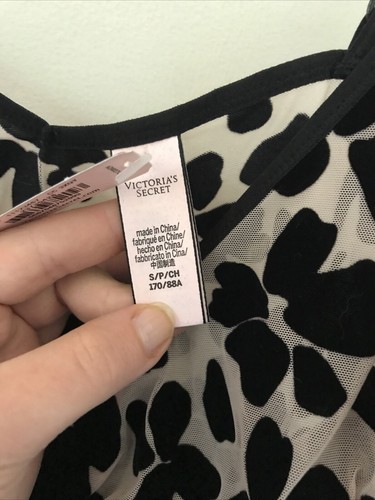 VICTORIA'S
SECRET
made in China/
fabriqué en Chine/
hecho en China/
fabricado in Cina/
中国制造
S/P/CH
170/88A